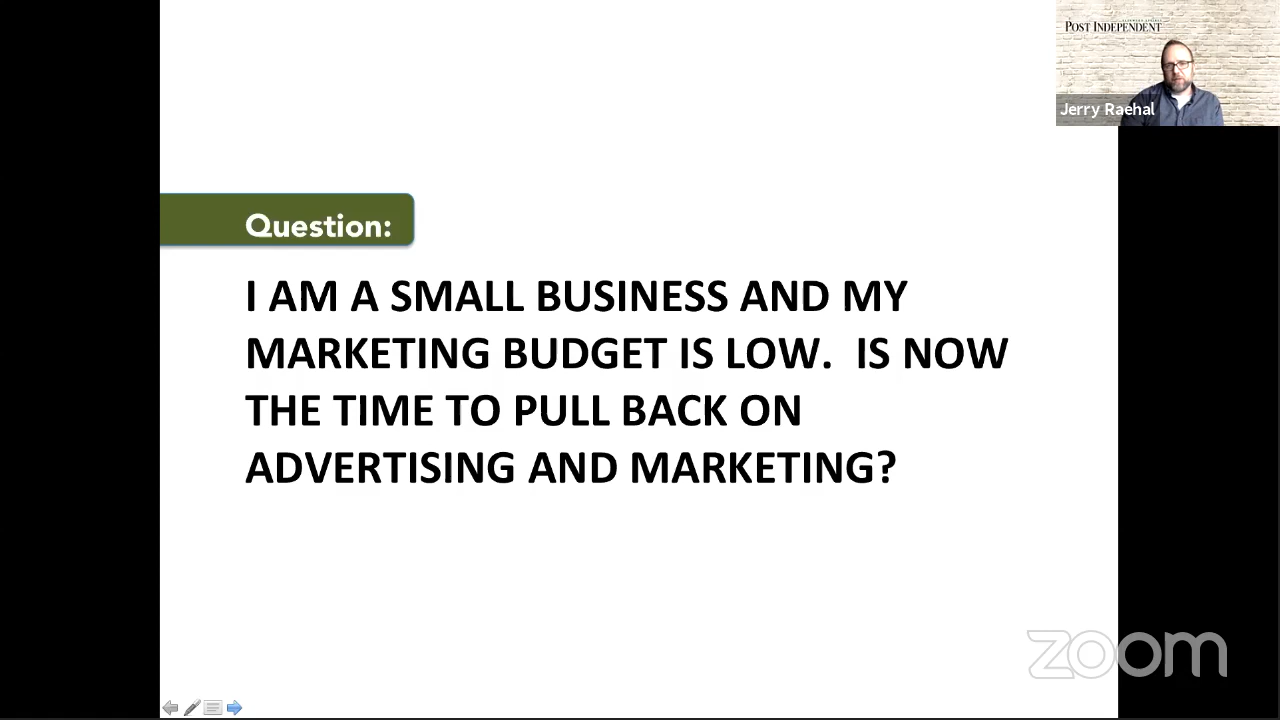 POST INDEPENDENT
Jerry Raehal
Question:
I AM A SMALL BUSINESS AND MY
MARKETING BUDGET IS LOW.  IS NOW
THE TIME TO PULL BACK ON
ADVERTISING AND MARKETING?
zoom